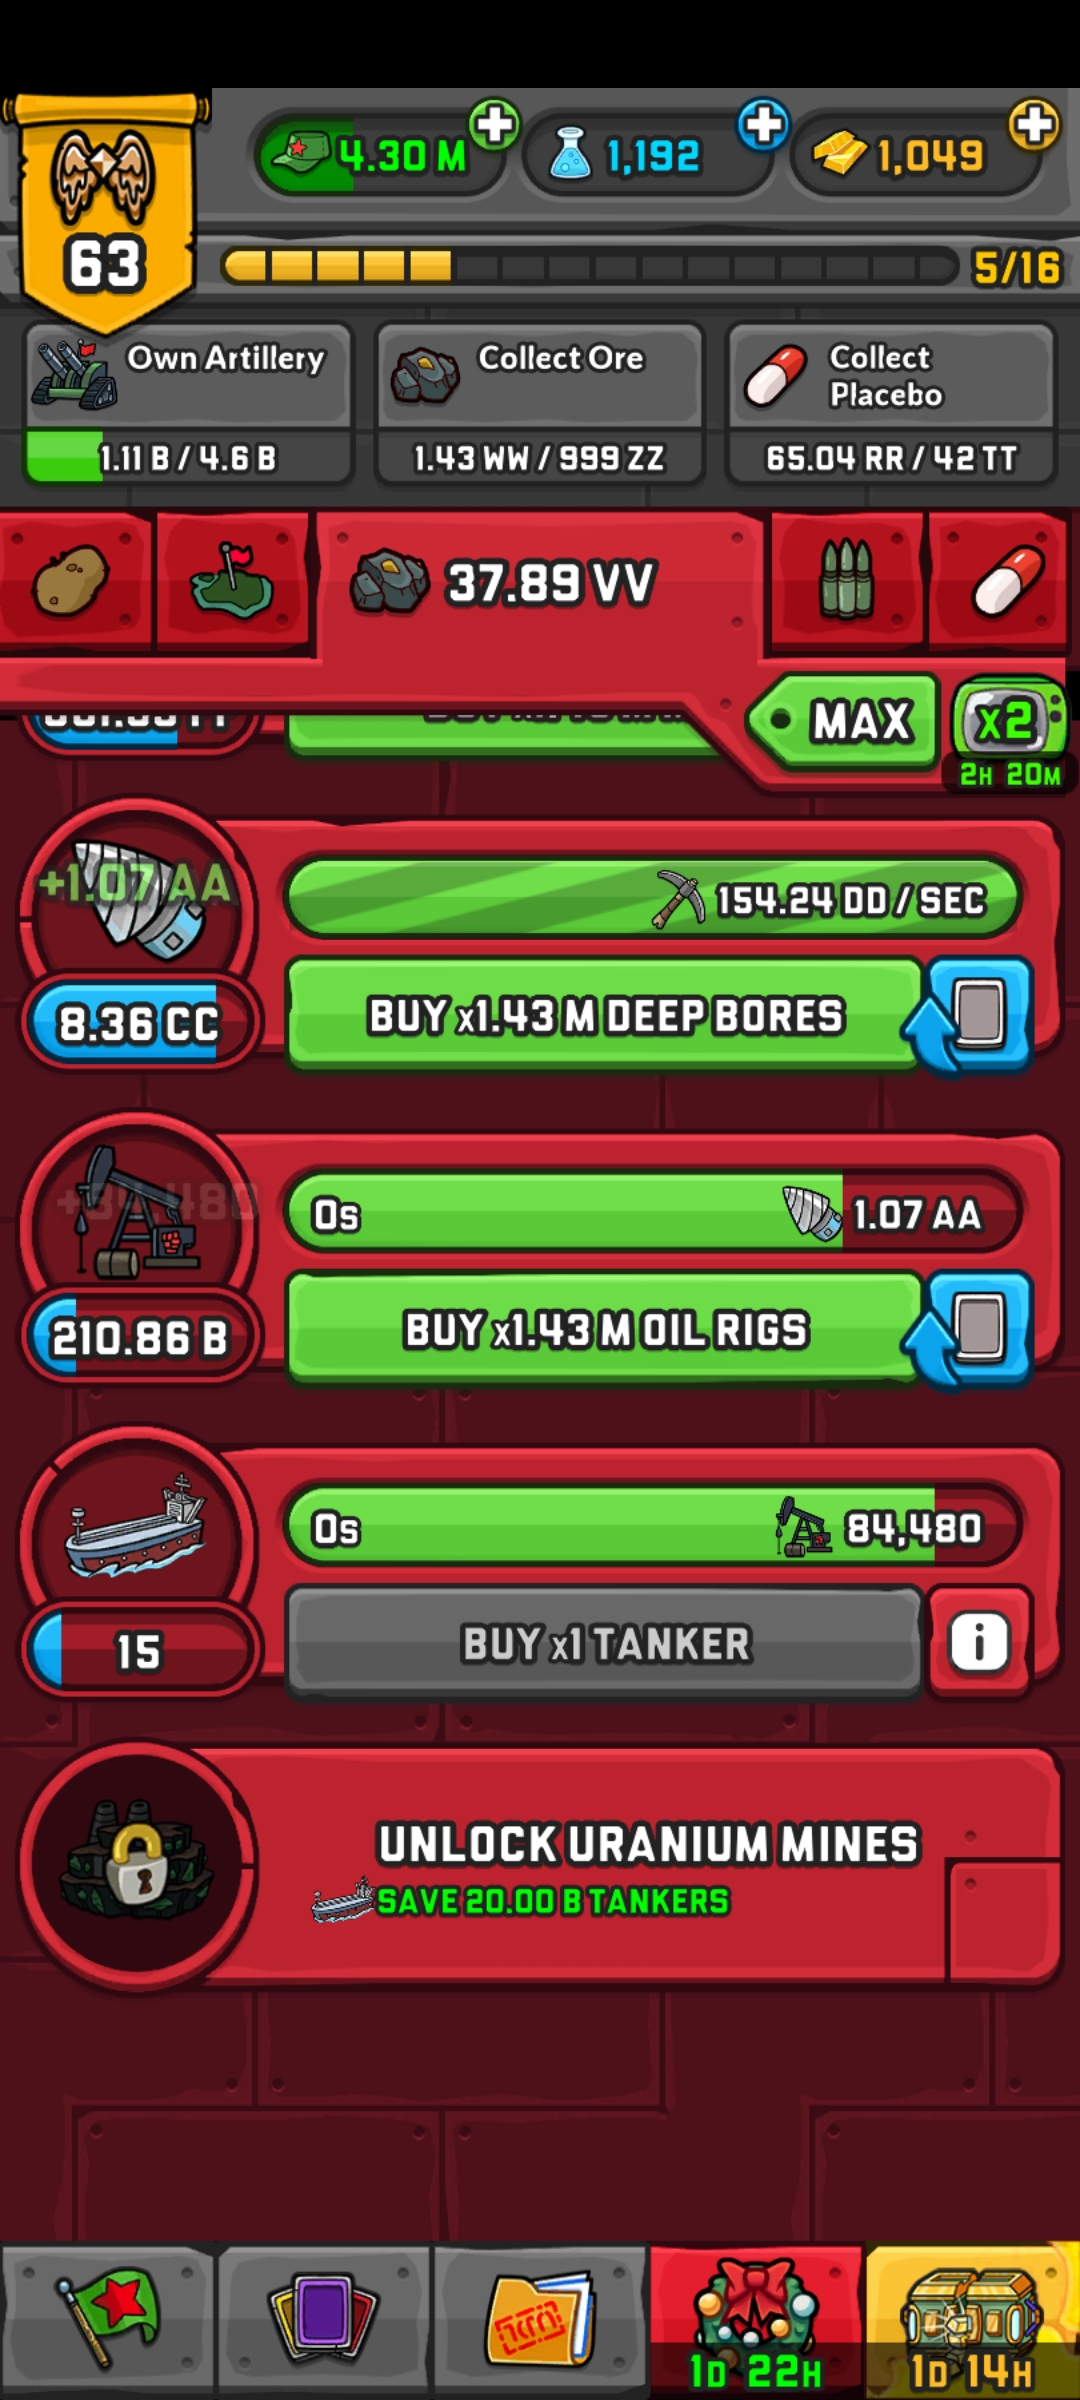 4.30 M
1,192
1,049
63
5/16
Own Artillery
1.11 B / 4.6 B
Collect Ore
1.43 WW / 999 ZZ
Collect
Placebo
65.04 RR / 42 TT
37.89 VV
MAX
x2
2H 20M
+1.07 AA
154.24 DD / SEC
8.36 CC
BUY x1.43 M DEEP BORES
0s
1.07 AA
210.86 B
BUY x1.43 M OIL RIGS
0s
84,480
15
BUY x1 TANKER
i
UNLOCK URANIUM MINES
SAVE 20.00 B TANKERS
1D 22H
1D 14H